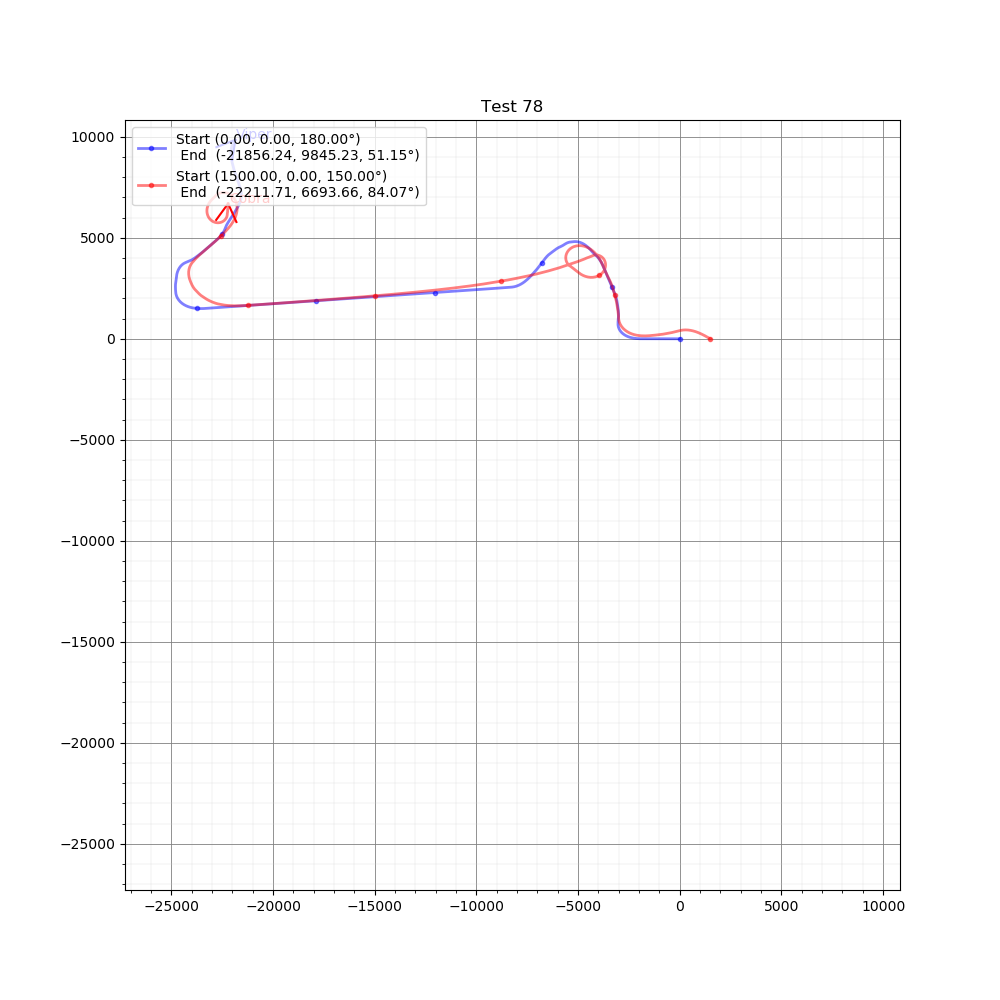 Test 78
Viper
Start (0.00, 0.00, 180.00°)
End (-21856.24, 9845.23, 51.15°)
Start (1500.00, 0.00, 150.00°)
End (-22211.71, 6693.66, 84.07°)
10000
5000
0
−5000
−10000
−15000
−20000
−25000
−25000 −20000 −15000 −10000 −5000 0 5000 10000